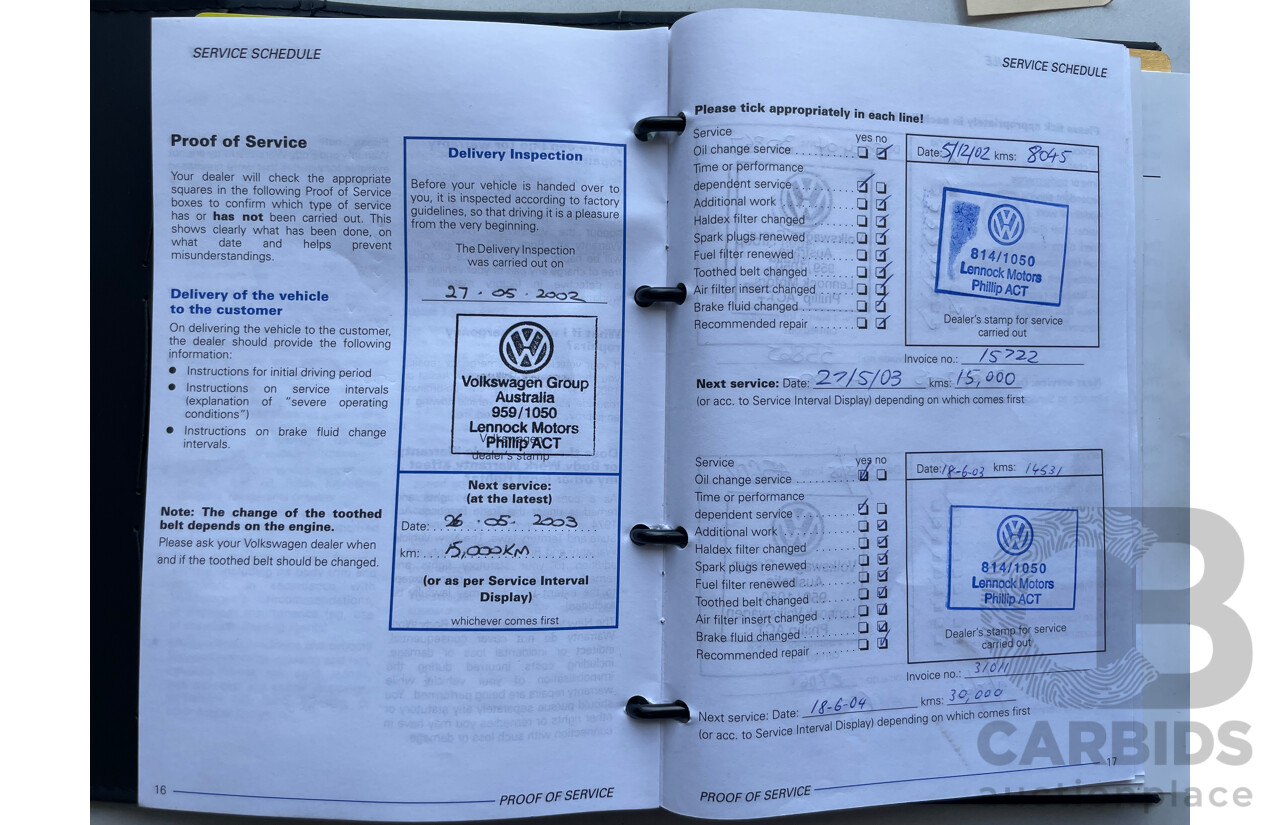 SERVICE SCHEDULE
Proof of Service
Your dealer will check the appropriate
squares in the following Proof of Service
boxes to confirm which type of service
has or has not been carried out. This
shows clearly what has been done, on
what date and helps prevent
misunderstandings.
Delivery of the vehicle
to the customer
On delivering the vehicle to the customer,
the dealer should provide the following
information:
● Instructions for initial driving period
● Instructions on service intervals
(explanation of "severe operating
conditions")
● Instructions on brake fluid change
intervals.
Note: The change of the toothed
belt depends on the engine.
Please ask your Volkswagen dealer when
and if the toothed belt should be changed.
Delivery Inspection
Before your vehicle is handed over to
you, it is inspected according to factory
guidelines, so that driving it is a pleasure
from the very beginning.
The Delivery Inspection
was carried out on
27.05.2002
Volkswagen Group
Australia
959/1050
Lennock Motors
Phillip ACT
Volkswagen
dealer's stamp
Next service:
(at the latest)
Date: 26.05.2003
km: 15,000KM
(or as per Service Interval
Display)
whichever comes first
16
PROOF OF SERVICE
SERVICE SCHEDULE
Please tick appropriately in each line!
Service yes no
Oil change service
Time or performance
dependent service
Additional work
Haldex filter changed
Spark plugs renewed
Fuel filter renewed
Toothed belt changed
Air filter insert changed
Brake fluid changed
Recommended repair
Date: 5/12/02 kms: 8045
814/1050
Lennock Motors
Phillip ACT
Dealer's stamp for service
carried out
Invoice no.: 15722
Next service: Date: 27/5/03 kms: 15,000
(or acc. to Service Interval Display) depending on which comes first
Service yes no
Oil change service
Time or performance
dependent service
Additional work
Haldex filter changed
Spark plugs renewed
Fuel filter renewed
Toothed belt changed
Air filter insert changed
Brake fluid changed
Recommended repair
Date: 18-6-03 kms: 14531
814/1050
Lennock Motors
Phillip ACT
Dealer's stamp for service
carried out
Invoice no.: 31011
Next service: Date: 18-6-04 kms: 30,000
(or acc. to Service Interval Display) depending on which comes first
17
PROOF OF SERVICE
CARBIDS
auctionplace